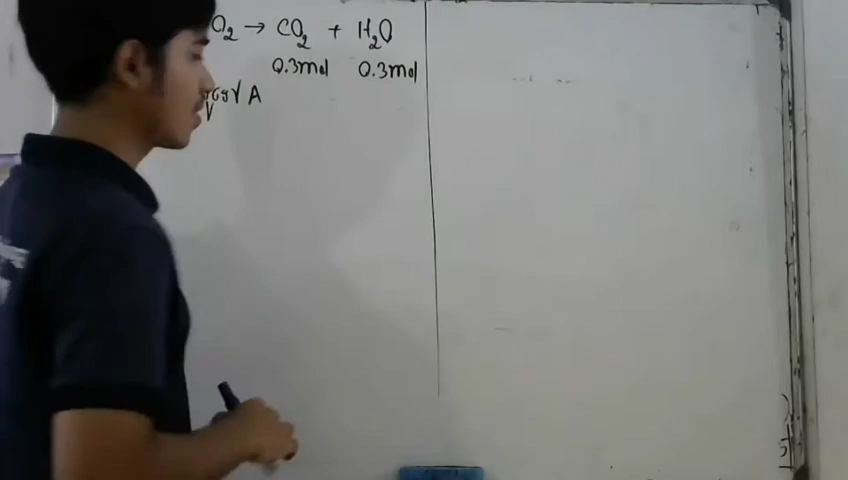 O₂ → CO₂ + H₂O
0.3mol 0.3mol
A